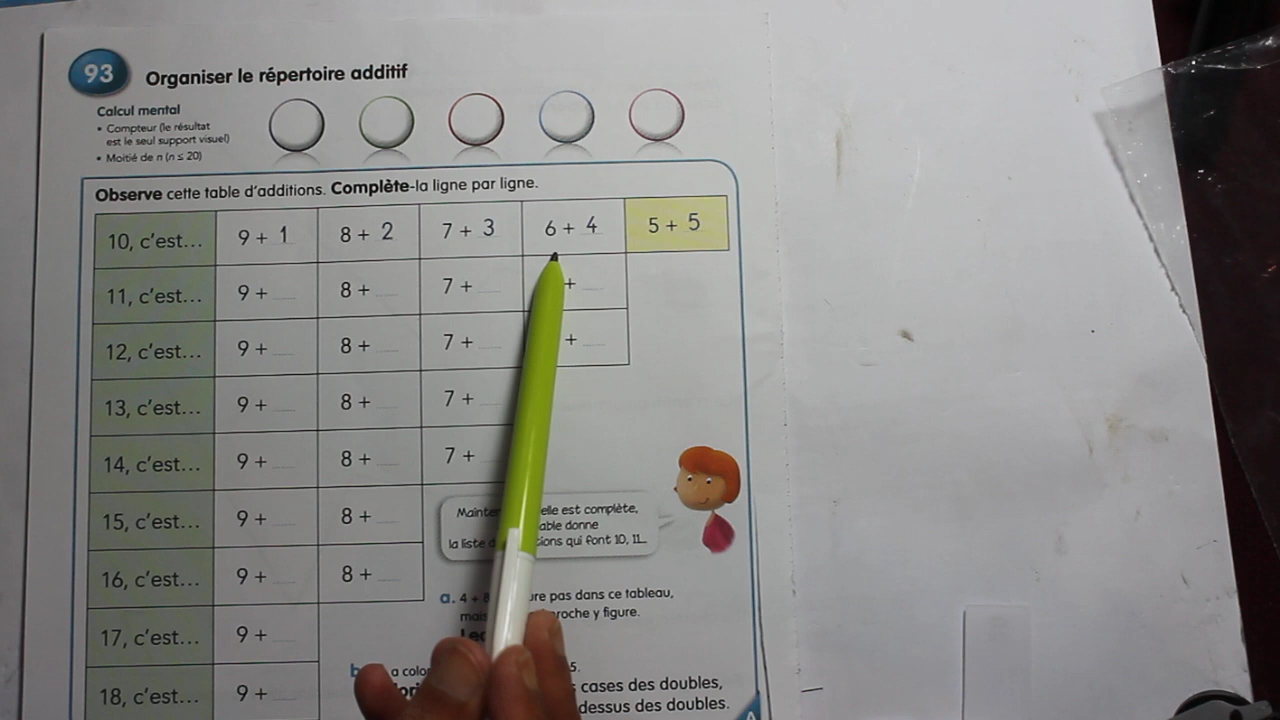 93 Organiser le répertoire additif
Calcul mental
• Compteur (le résultat
est le seul support visuel)
• Moitié de n (n ≤ 20)
Observe cette table d'additions. Complète-la ligne par ligne.
10, c'est... 9 + 1 8 + 2 7 + 3 6 + 4 5 + 5
11, c'est... 9 + 8 + 7 + +
12, c'est... 9 + 8 + 7 + +
13, c'est... 9 + 8 + 7 +
14, c'est... 9 + 8 + 7 +
15, c'est... 9 + 8 +
16, c'est... 9 + 8 +
17, c'est... 9 +
18, c'est... 9 +
elle est complète,
donne
la liste qui font 10, 11...
a. 4 + pas dans ce tableau,
y figure.
b a
5.
cases des doubles,
dessus des doubles.